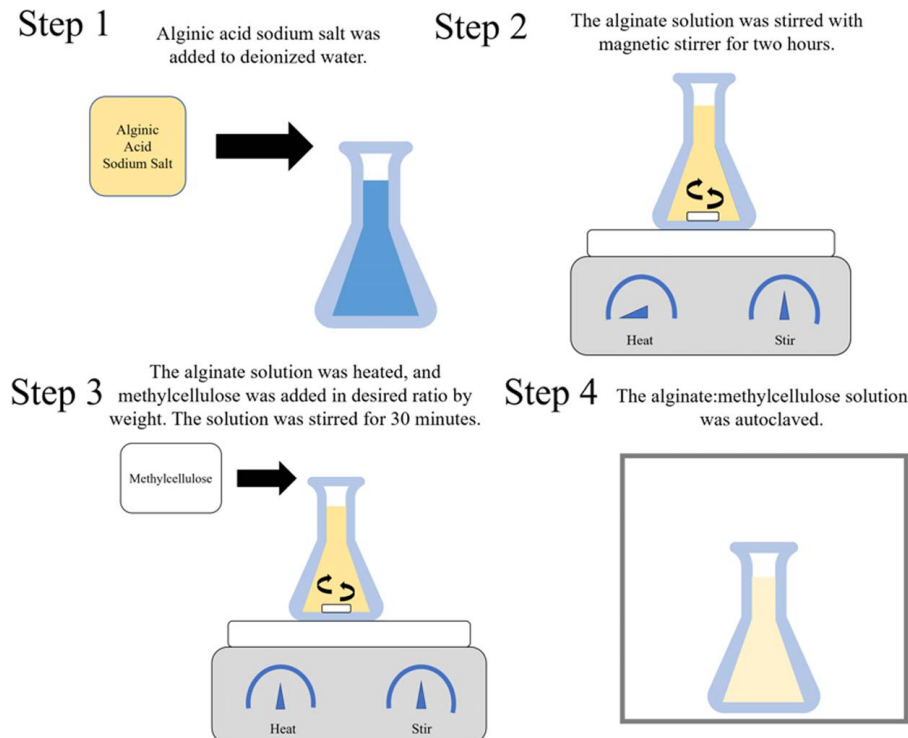 Step 1
Alginic acid sodium salt was
added to deionized water.
Alginic
Acid
Sodium Salt
Step 2
The alginate solution was stirred with
magnetic stirrer for two hours.
Heat
Stir
Step 3
The alginate solution was heated, and
methylcellulose was added in desired ratio by
weight. The solution was stirred for 30 minutes.
Methylcellulose
Heat
Stir
Step 4
The alginate:methylcellulose solution
was autoclaved.